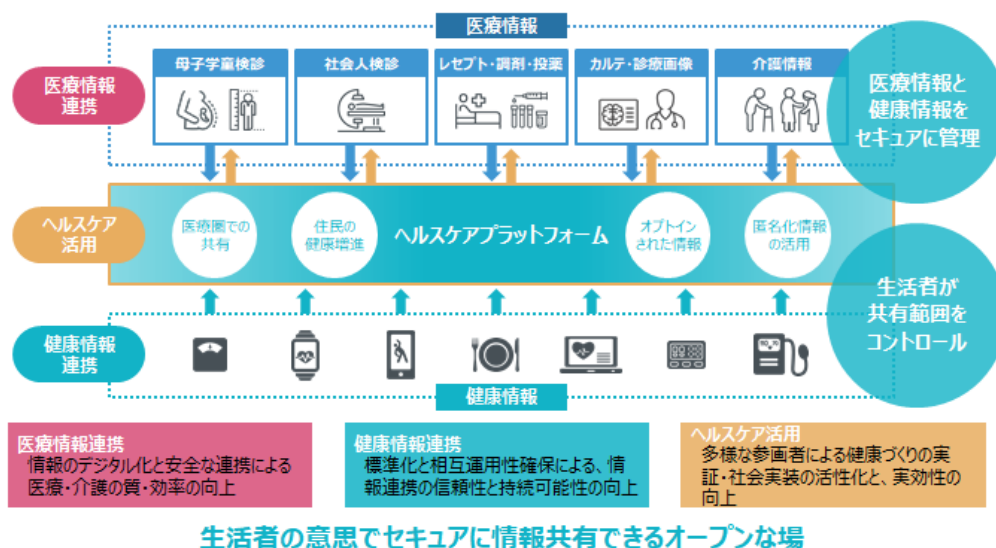 医療情報
医療情報
連携
母子学童検診
社会人検診
レセプト・調剤・投薬
カルテ・診療画像
介護情報
医療情報と
健康情報を
セキュアに管理
ヘルスケア
活用
医療圏での
共有
住民の
健康増進
ヘルスケアプラットフォーム
オプトイン
された情報
匿名化情報
の活用
生活者が
共有範囲を
コントロール
健康情報
連携
健康情報
医療情報連携
情報のデジタル化と安全な連携による
医療・介護の質・効率の向上
健康情報連携
標準化と相互運用性確保による、情
報連携の信頼性と持続可能性の向上
ヘルスケア活用
多様な参画者による健康づくりの実
証・社会実装の活性化と、実効性の
向上
生活者の意思でセキュアに情報共有できるオープンな場